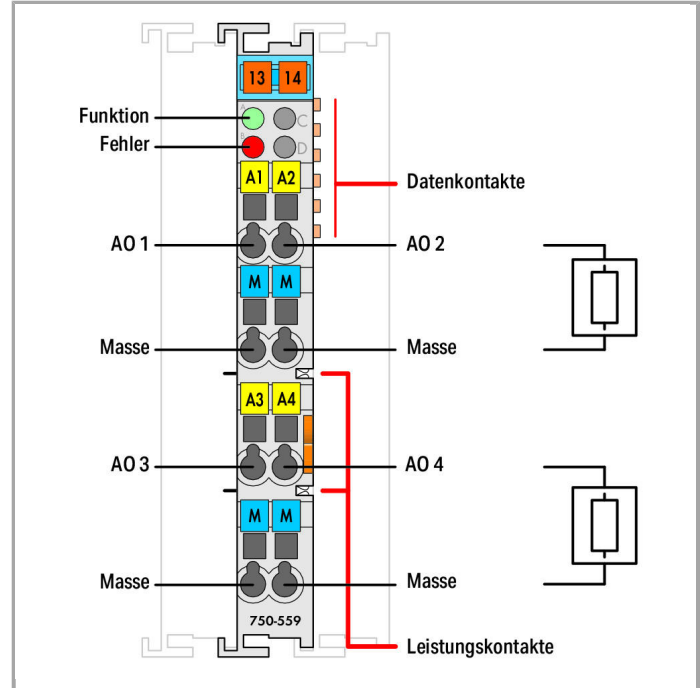 13 14
Funktion A C
Fehler B D
A1 A2
Datenkontakte
AO 1 AO 2
M M
Masse Masse
A3 A4
AO 3 AO 4
M M
Masse Masse
750-559
Leistungskontakte